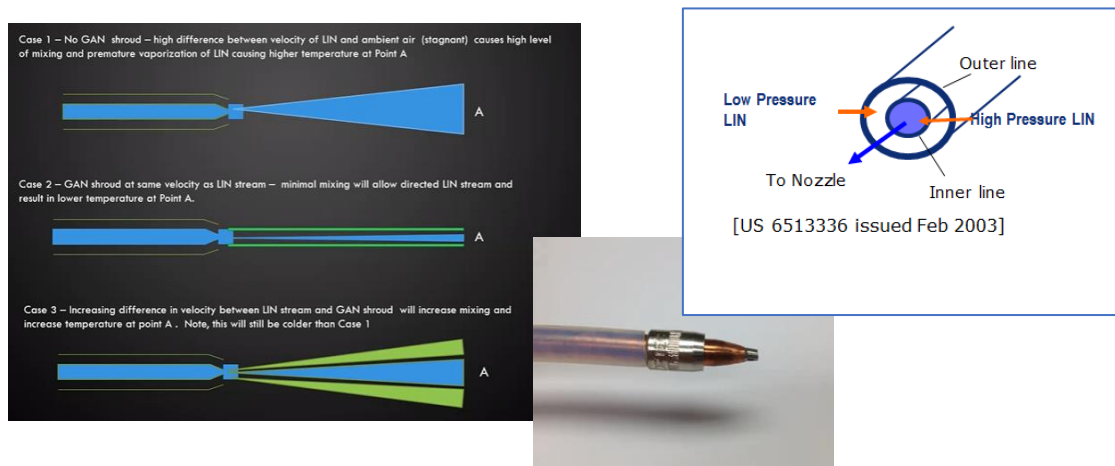 Case 1 – No GAN shroud – high difference between velocity of LIN and ambient air (stagnant) causes high level
of mixing and premature vaporization of LIN causing higher temperature at Point A
A
Case 2 – GAN shroud at same velocity as LIN stream – minimal mixing will allow directed LIN stream and
result in lower temperature at Point A.
A
Case 3 – Increasing difference in velocity between LIN stream and GAN shroud will increase mixing and
increase temperature at point A . Note, this will still be colder than Case 1
A
Outer line
Low Pressure
LIN
High Pressure LIN
To Nozzle
Inner line
[US 6513336 issued Feb 2003]